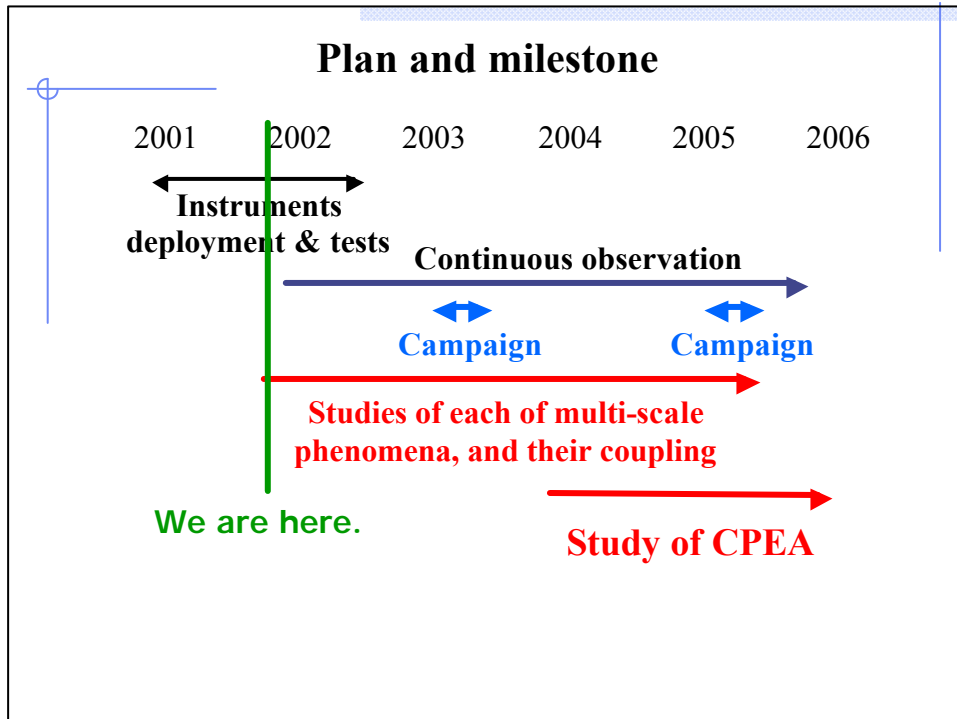 Plan and milestone
2001 2002 2003 2004 2005 2006
Instruments
deployment & tests
Continuous observation
Campaign Campaign
Studies of each of multi-scale
phenomena, and their coupling
We are here.
Study of CPEA